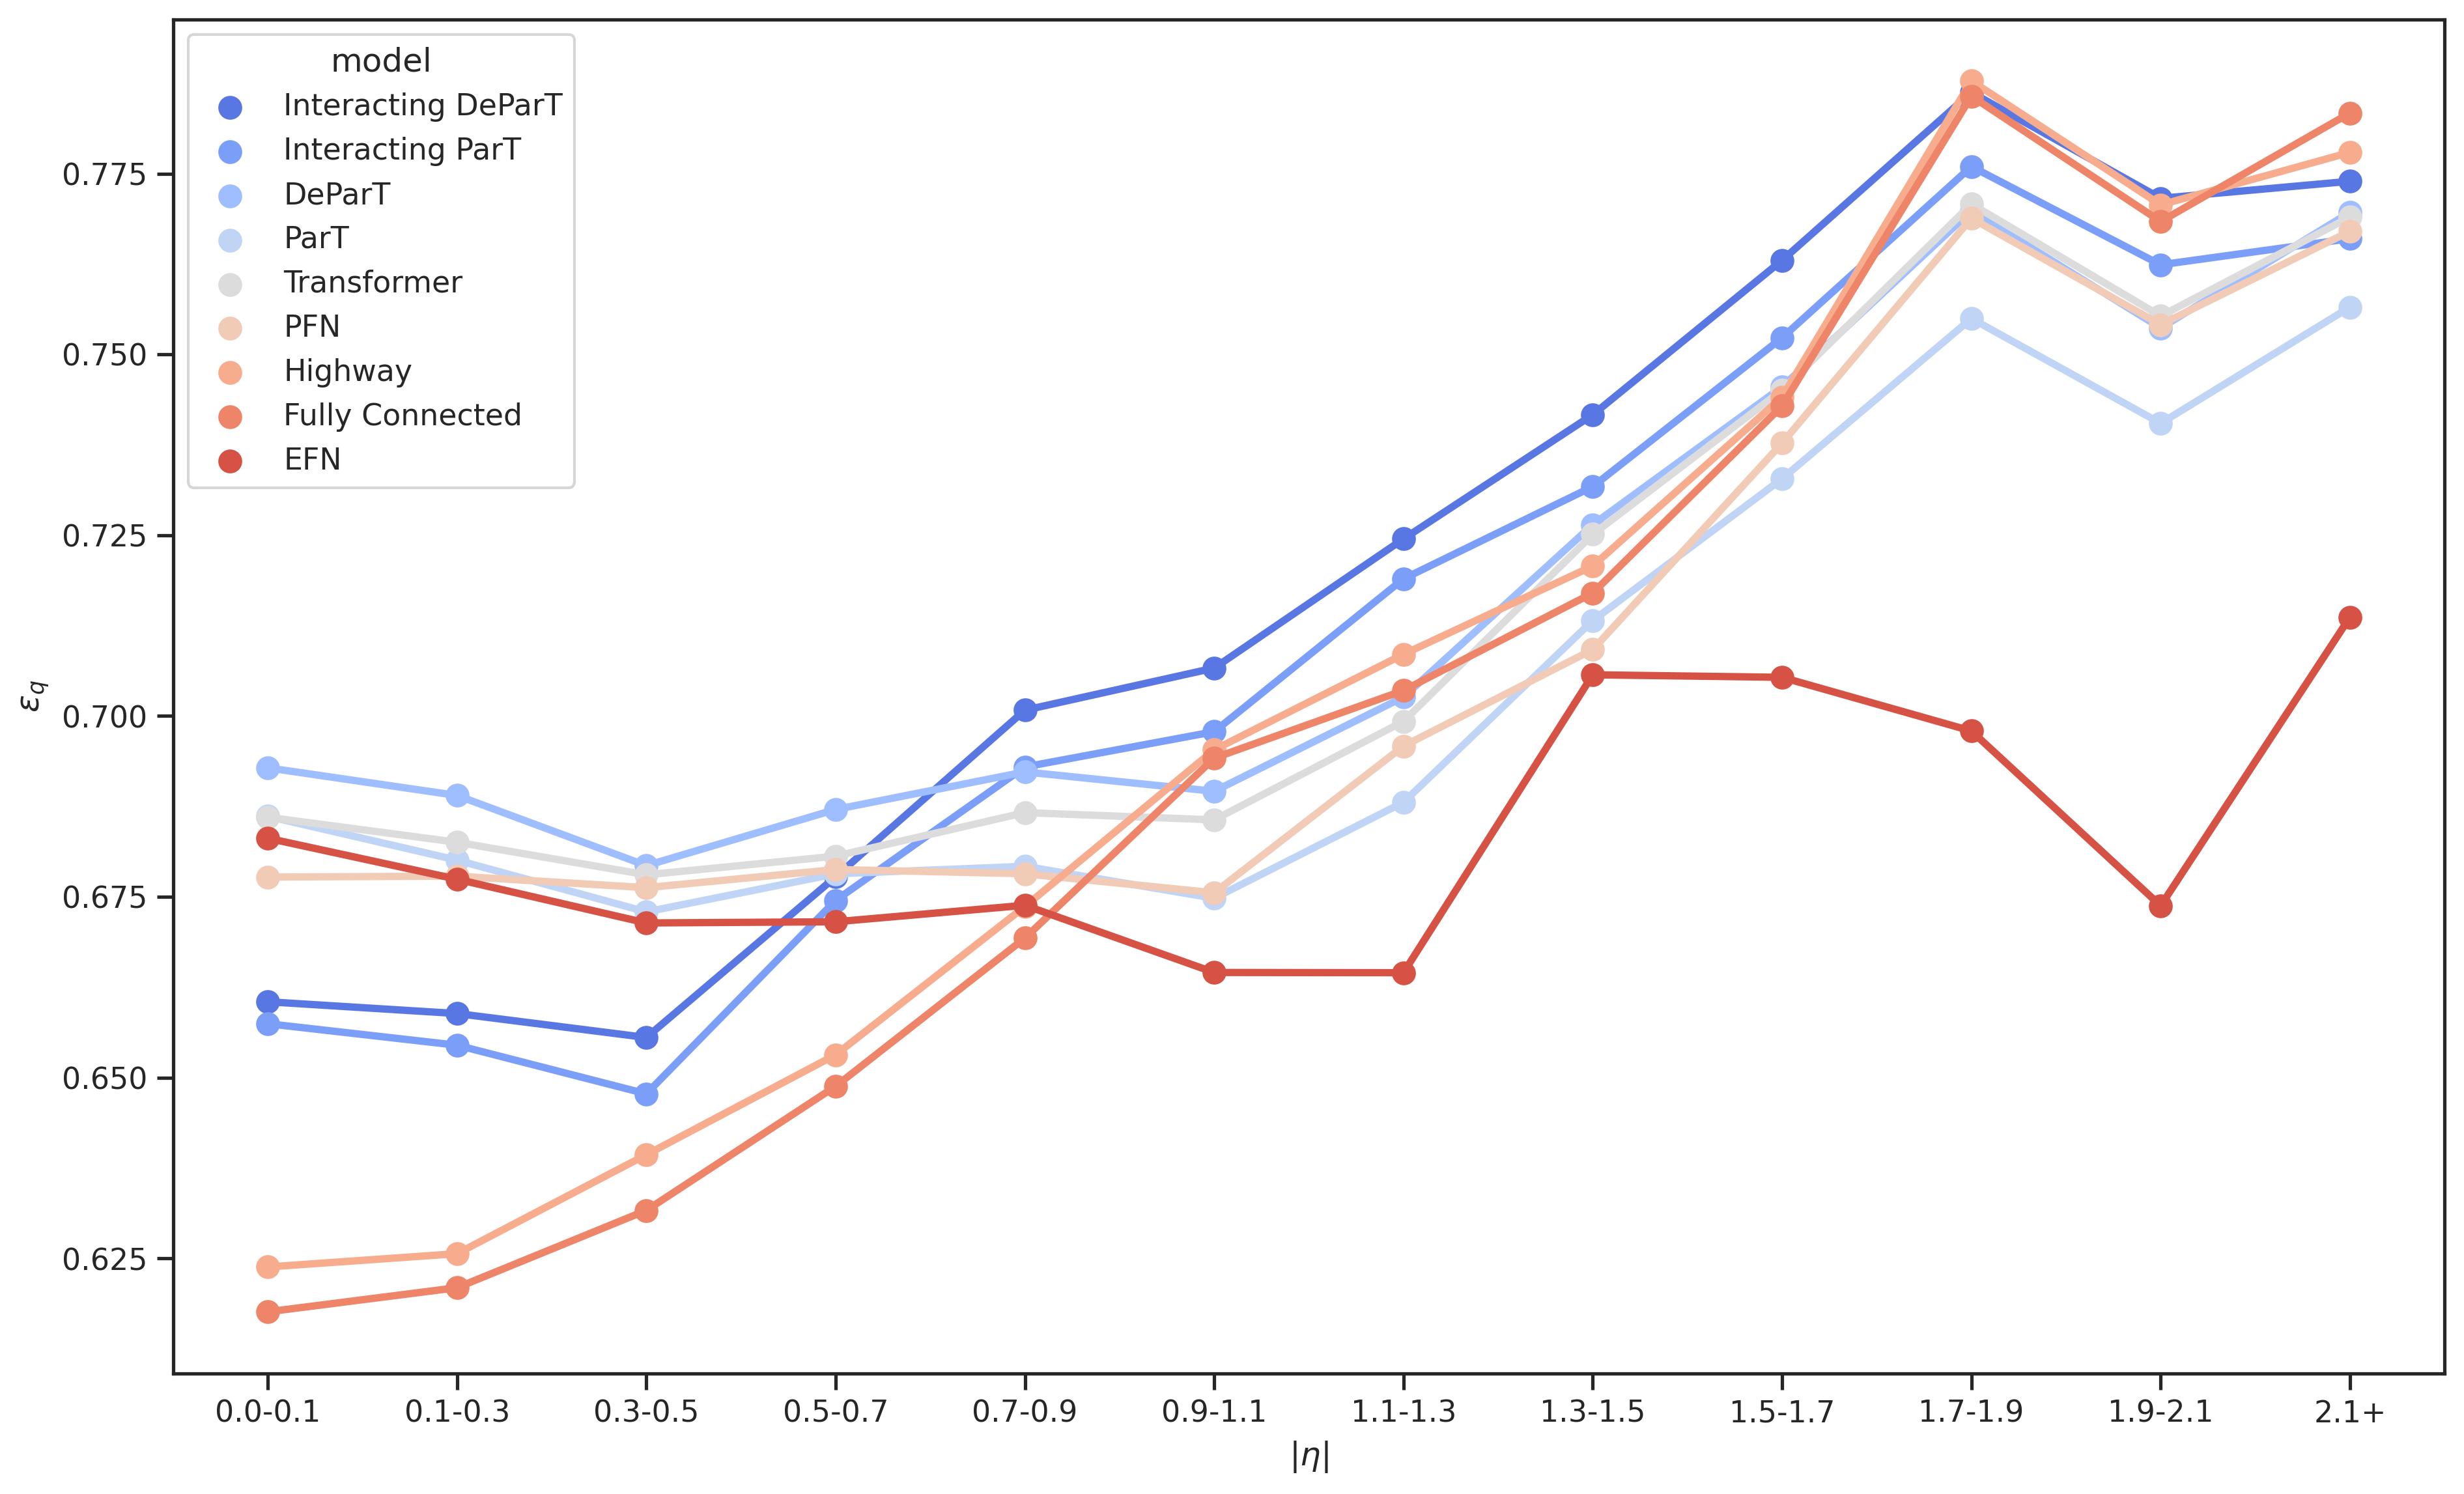 model
Interacting DeParT
Interacting ParT
DeParT
ParT
Transformer
PFN
Highway
Fully Connected
EFN
0.775
0.750
0.725
0.700
0.675
0.650
0.625
ε_q
0.0-0.1 0.1-0.3 0.3-0.5 0.5-0.7 0.7-0.9 0.9-1.1 1.1-1.3 1.3-1.5 1.5-1.7 1.7-1.9 1.9-2.1 2.1+
|η|